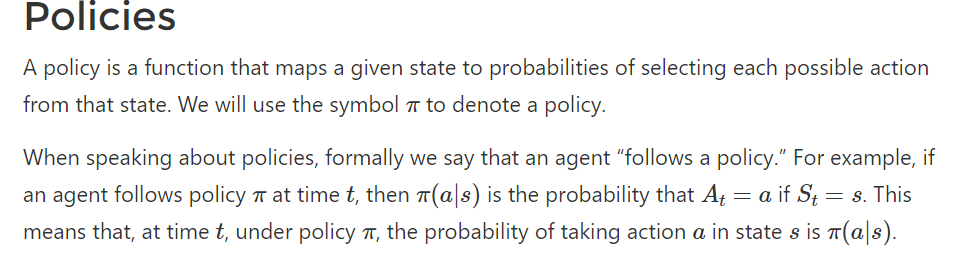 Policies
A policy is a function that maps a given state to probabilities of selecting each possible action
from that state. We will use the symbol π to denote a policy.
When speaking about policies, formally we say that an agent “follows a policy.” For example, if
an agent follows policy π at time t, then π(a|s) is the probability that Aₜ = a if Sₜ = s. This
means that, at time t, under policy π, the probability of taking action a in state s is π(a|s).